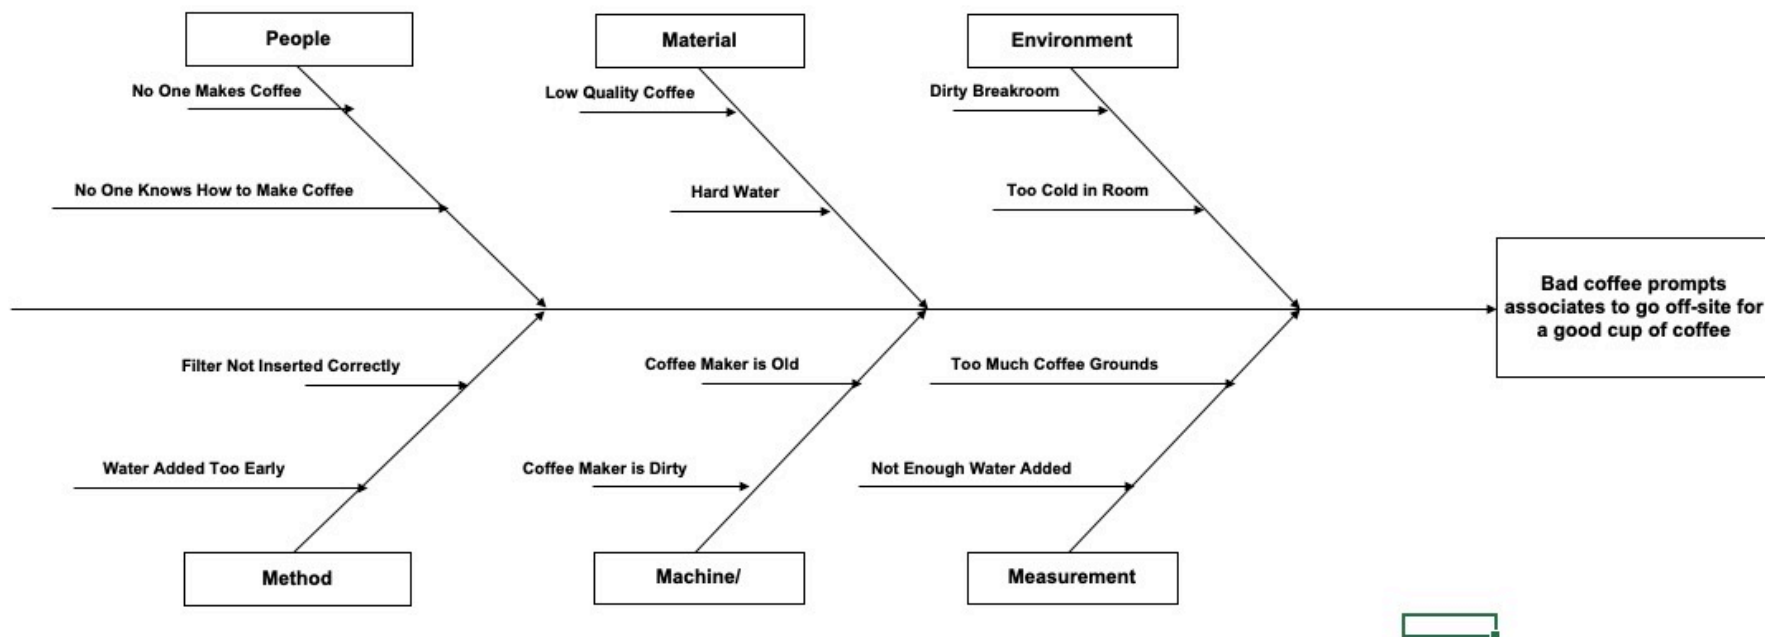 People
Material
Environment
No One Makes Coffee
Low Quality Coffee
Dirty Breakroom
No One Knows How to Make Coffee
Hard Water
Too Cold in Room
Bad coffee prompts
associates to go off-site for
a good cup of coffee
Filter Not Inserted Correctly
Coffee Maker is Old
Too Much Coffee Grounds
Water Added Too Early
Coffee Maker is Dirty
Not Enough Water Added
Method
Machine/
Measurement